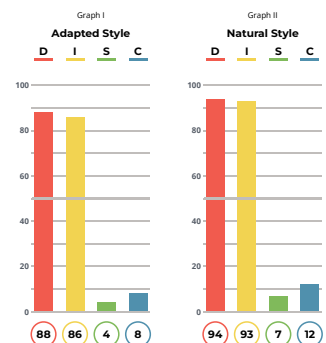 Graph I
Adapted Style
D I S C
100
80
60
40
20
0
88 86 4 8
Graph II
Natural Style
D I S C
100
80
60
40
20
0
94 93 7 12